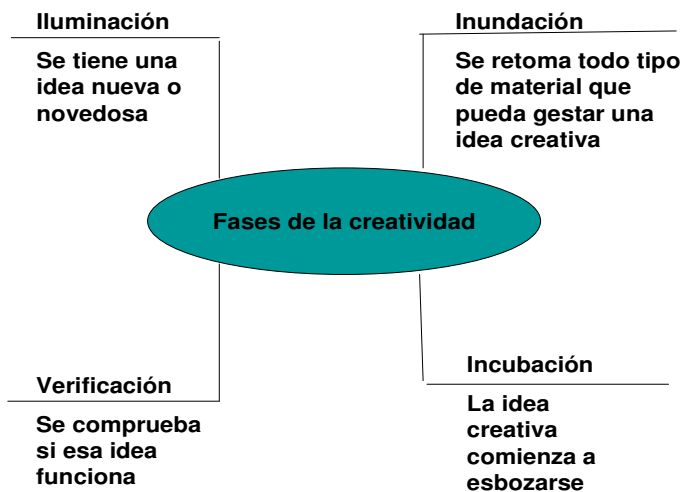 Iluminación
Se tiene una
idea nueva o
novedosa
Inundación
Se retoma todo tipo
de material que
pueda gestar una
idea creativa
Fases de la creatividad
Verificación
Se comprueba
si esa idea
funciona
Incubación
La idea
creativa
comienza a
esbozarse